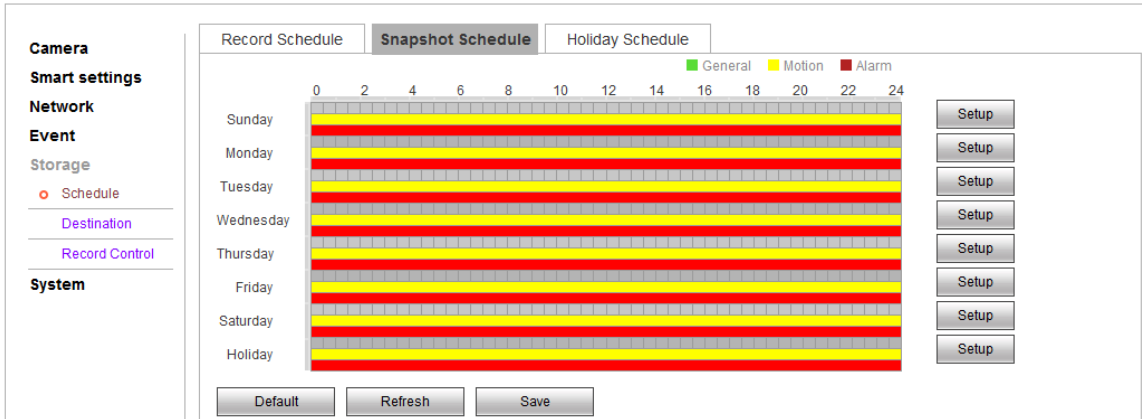 Camera
Smart settings
Network
Event
Storage
Schedule
Destination
Record Control
System
Record Schedule Snapshot Schedule Holiday Schedule
General Motion Alarm
0 2 4 6 8 10 12 14 16 18 20 22 24
Sunday Setup
Monday Setup
Tuesday Setup
Wednesday Setup
Thursday Setup
Friday Setup
Saturday Setup
Holiday Setup
Default Refresh Save